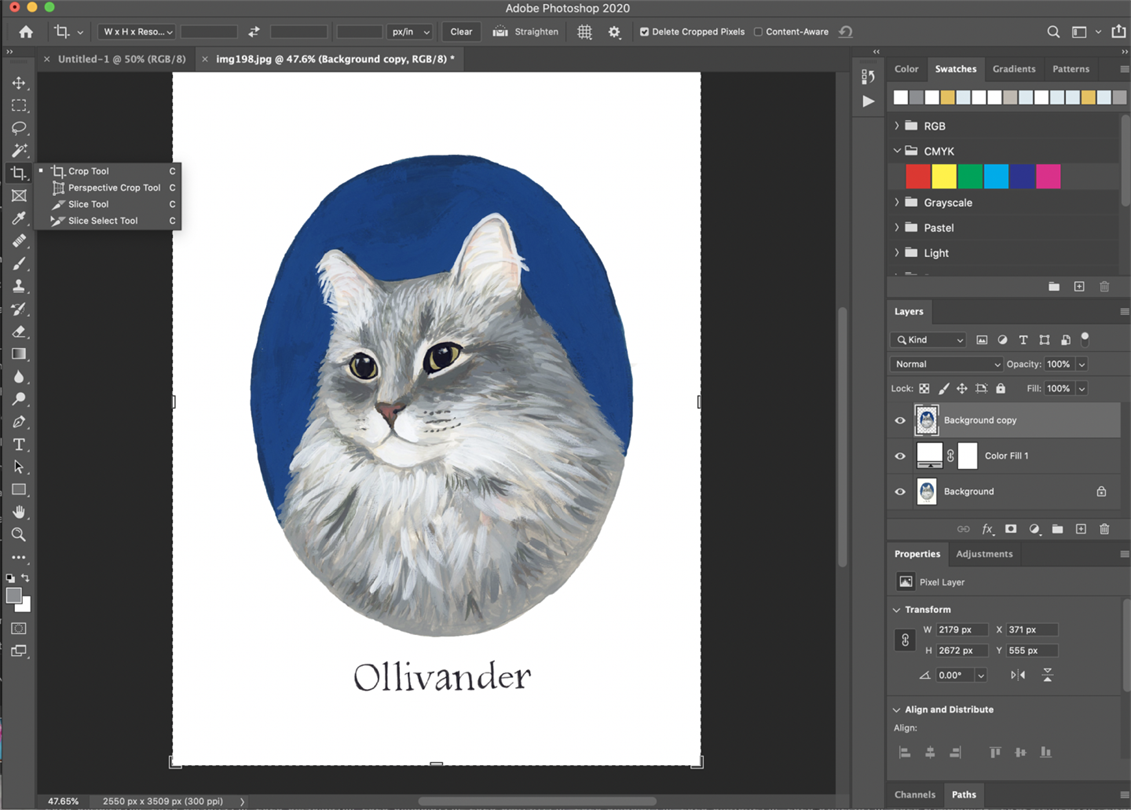 Adobe Photoshop 2020
W x H x Reso...
px/in
Clear
Straighten
Delete Cropped Pixels
Content-Aware
Untitled-1 @ 50% (RGB/8)
img198.jpg @ 47.6% (Background copy, RGB/8) *
Crop Tool C
Perspective Crop Tool C
Slice Tool C
Slice Select Tool C
Ollivander
47.65%
2550 px x 3509 px (300 ppi)
Color
Swatches
Gradients
Patterns
RGB
CMYK
Grayscale
Pastel
Light
Layers
Kind
Normal
Opacity: 100%
Lock:
Fill: 100%
Background copy
Color Fill 1
Background
fx
Properties
Adjustments
Pixel Layer
Transform
W 2179 px X 371 px
H 2672 px Y 555 px
0.00°
Align and Distribute
Align:
Channels
Paths